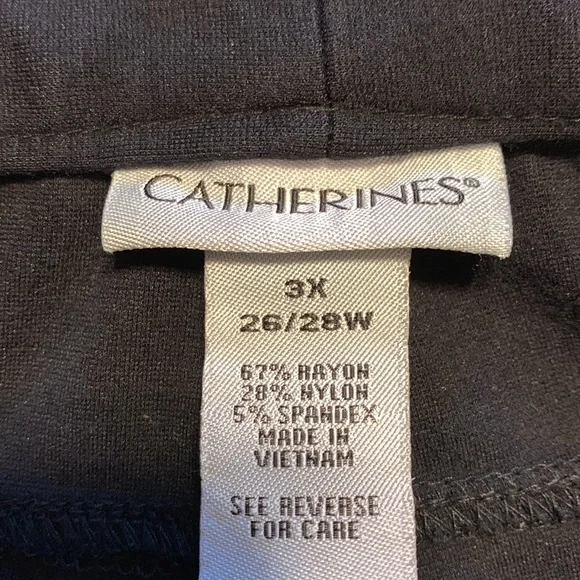 CATHERINES®
3X
26/28W
67% RAYON
28% NYLON
5% SPANDEX
MADE IN
VIETNAM
SEE REVERSE
FOR CARE